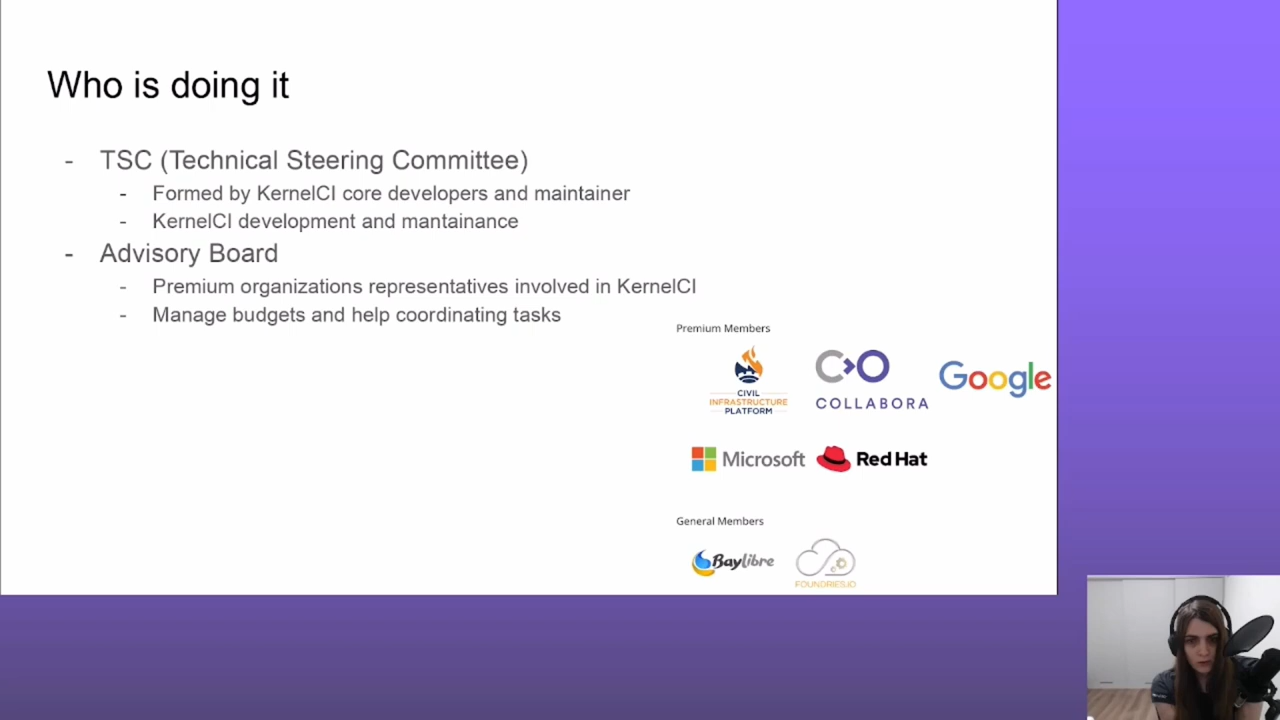 Who is doing it
- TSC (Technical Steering Committee)
- Formed by KernelCI core developers and maintainer
- KernelCI development and mantainance
- Advisory Board
- Premium organizations representatives involved in KernelCI
- Manage budgets and help coordinating tasks
Premium Members
CIVIL
INFRASTRUCTURE
PLATFORM
COLLABORA
Google
Microsoft
Red Hat
General Members
Baylibre
FOUNDRIES.IO